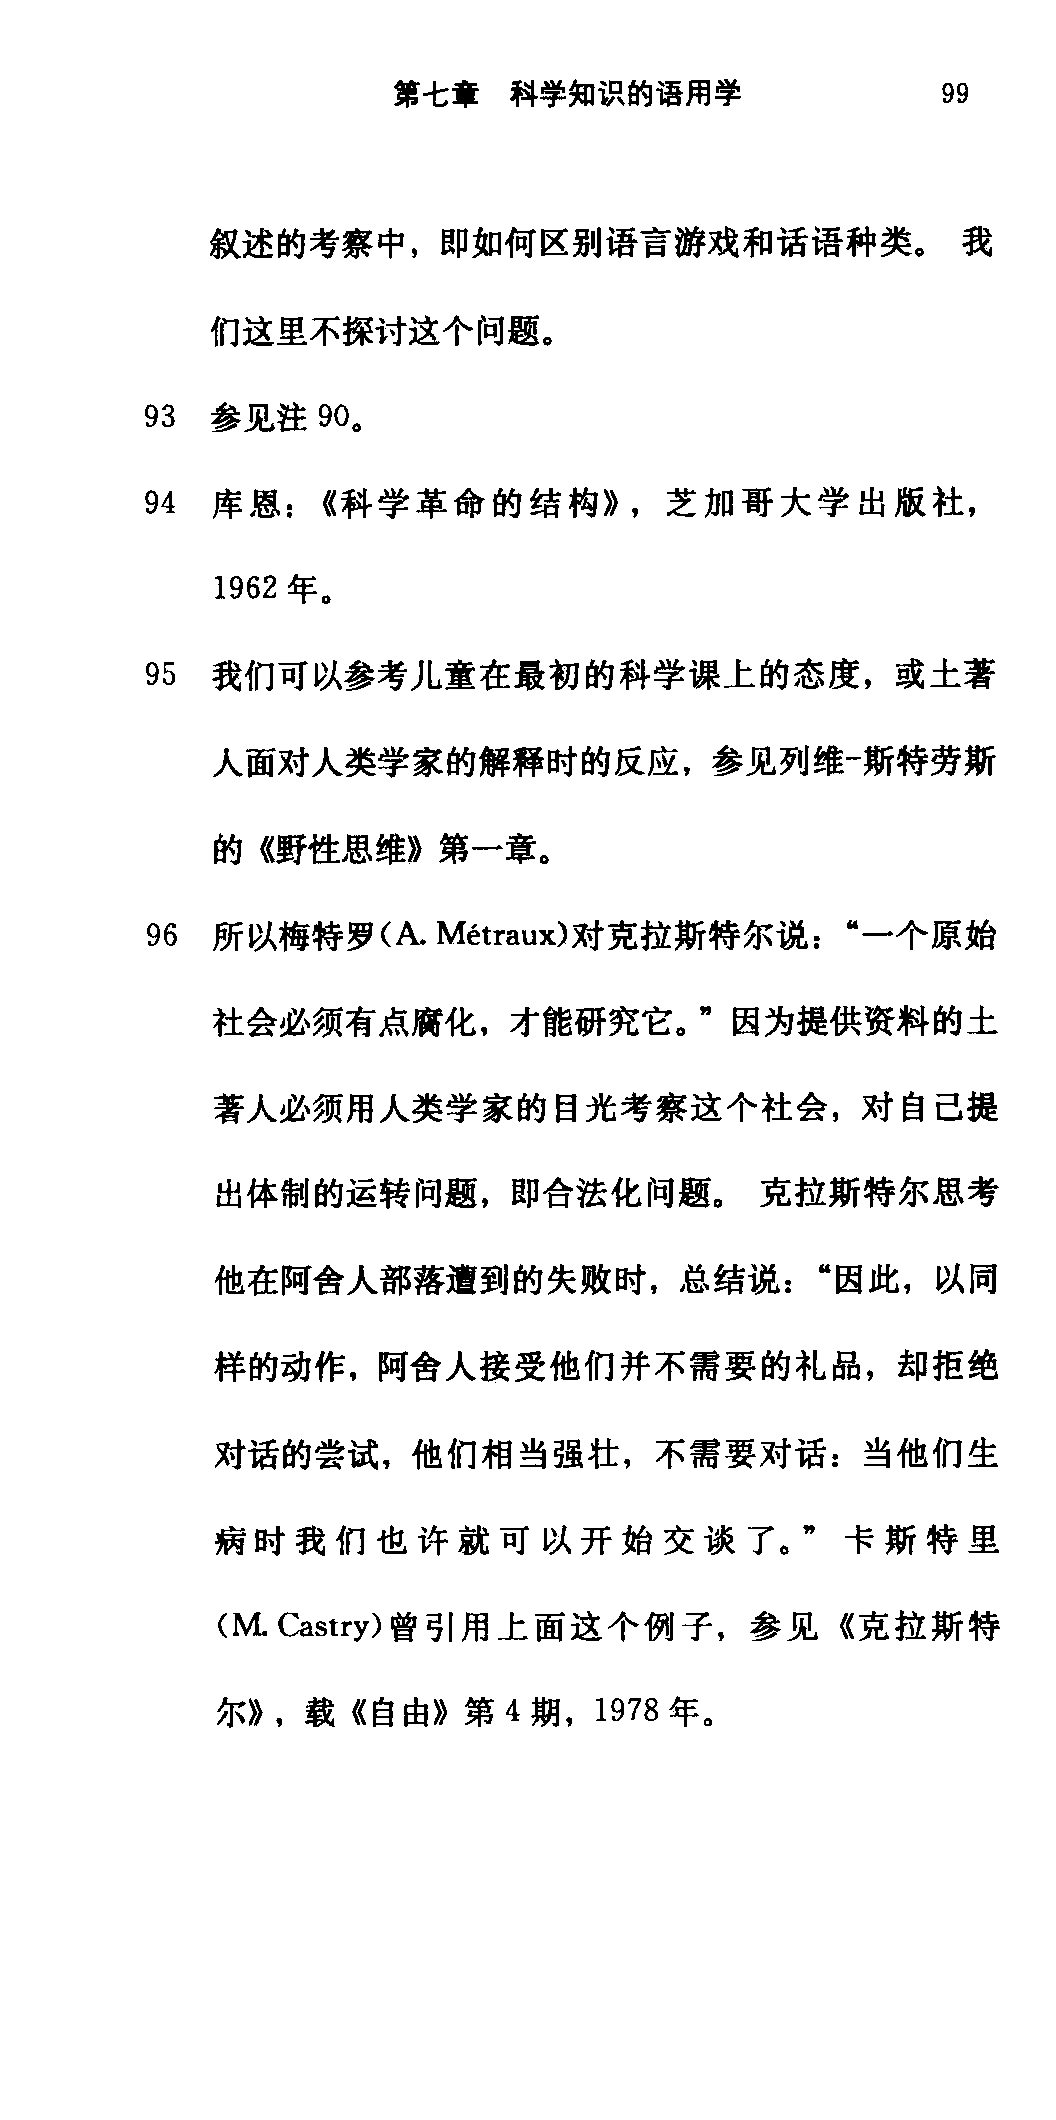 第七章 科学知识的语用学 99
叙述的考察中，即如何区别语言游戏和话语种类。 我
们这里不探讨这个问题。
93 参见注 90。
94 库恩：《科学革命的结构》，芝加哥大学出版社，
1962 年。
95 我们可以参考儿童在最初的科学课上的态度，或土著
人面对人类学家的解释时的反应，参见列维-斯特劳斯
的《野性思维》第一章。
96 所以梅特罗(A. Métraux)对克拉斯特尔说：“一个原始
社会必须有点腐化，才能研究它。”因为提供资料的土
著人必须用人类学家的目光考察这个社会，对自己提
出体制的运转问题，即合法化问题。 克拉斯特尔思考
他在阿舍人部落遭到的失败时，总结说：“因此，以同
样的动作，阿舍人接受他们并不需要的礼品，却拒绝
对话的尝试，他们相当强壮，不需要对话：当他们生
病时我们也许就可以开始交谈了。” 卡斯特里
(M. Castry)曾引用上面这个例子，参见《克拉斯特
尔》，载《自由》第 4 期，1978 年。